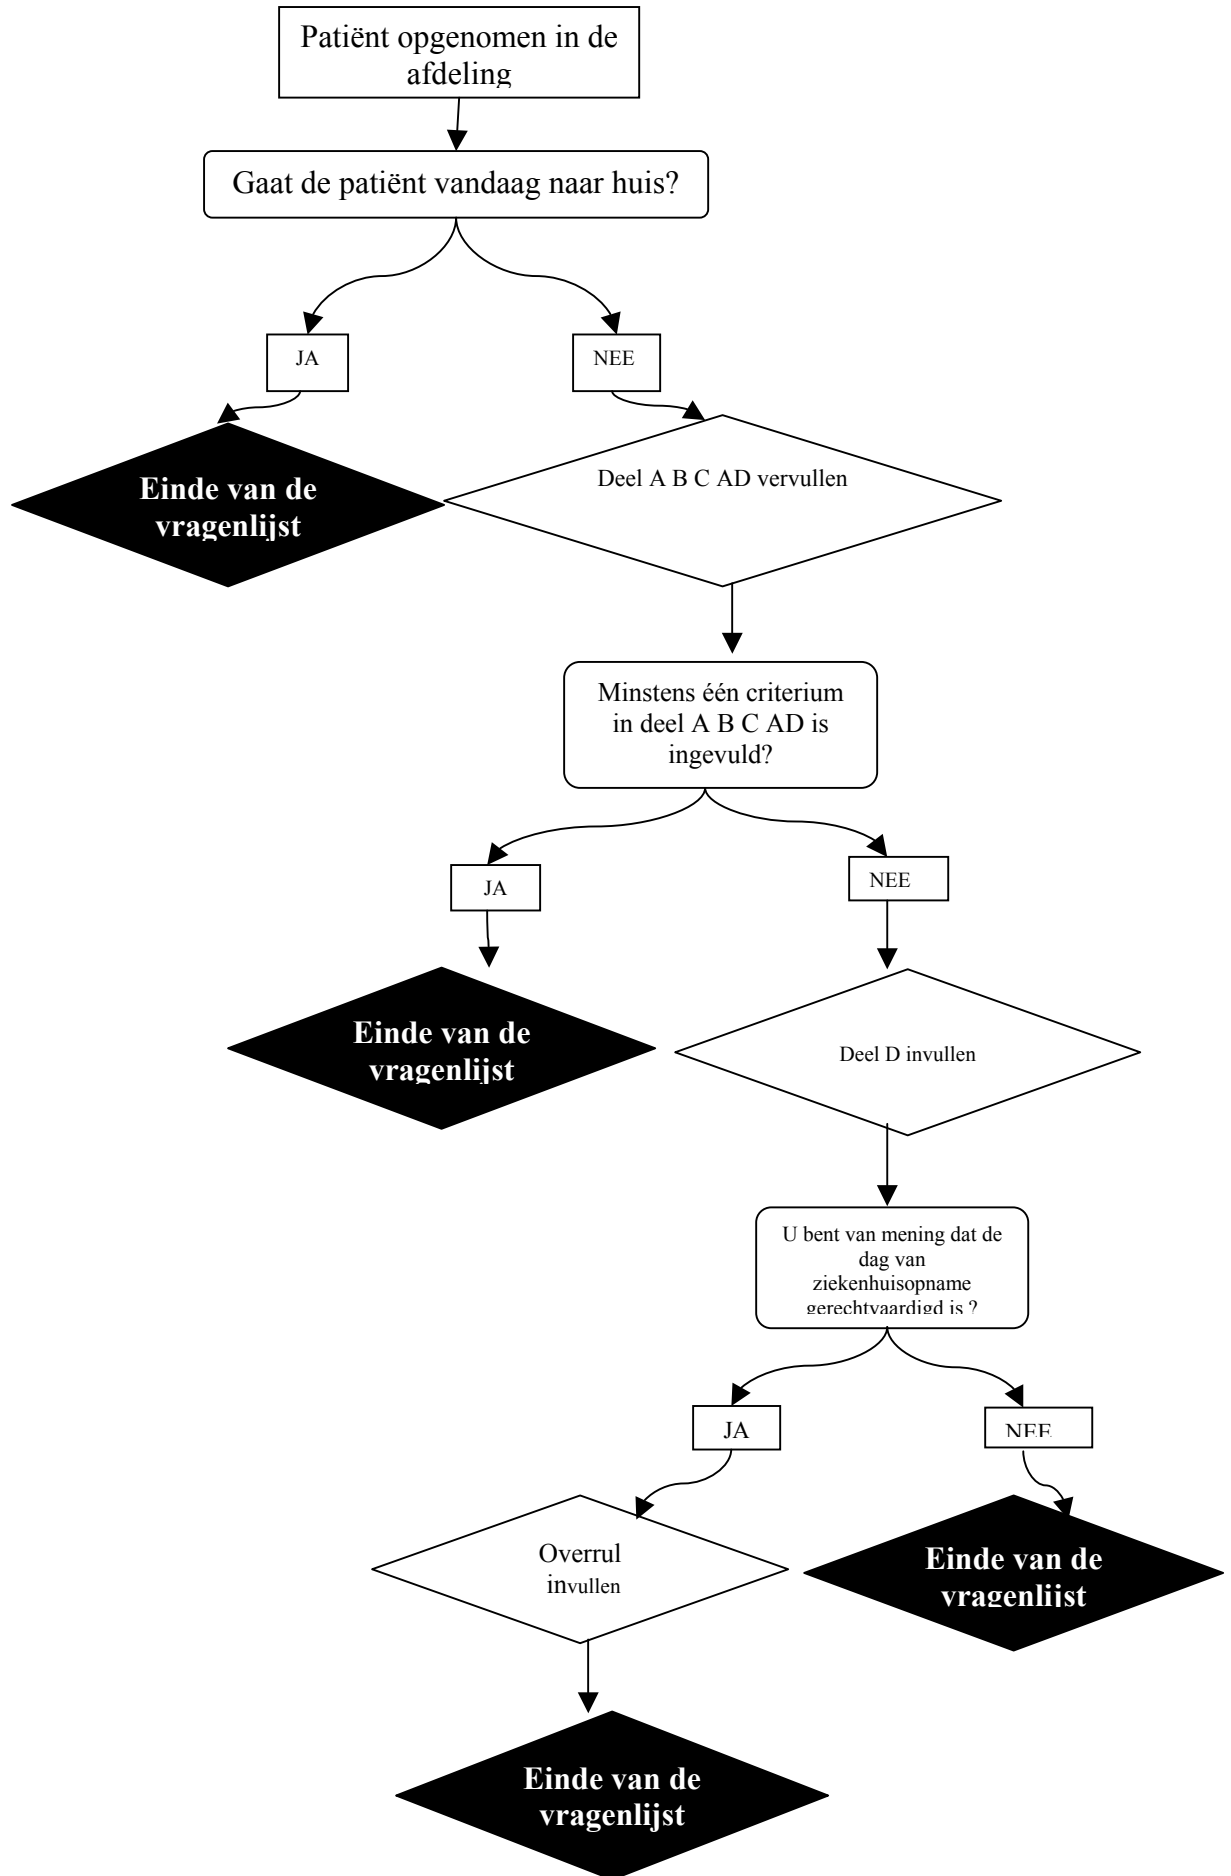 Patiënt opgenomen in de
afdeling
Gaat de patiënt vandaag naar huis?
JA
NEE
Einde van de
vragenlijst
Deel A B C AD vervullen
Minstens één criterium
in deel A B C AD is
ingevuld?
JA
NEE
Einde van de
vragenlijst
Deel D invullen
U bent van mening dat de
dag van
ziekenhuisopname
gerechtvaardigd is ?
JA
NEE
Overrul
invullen
Einde van de
vragenlijst
Einde van de
vragenlijst